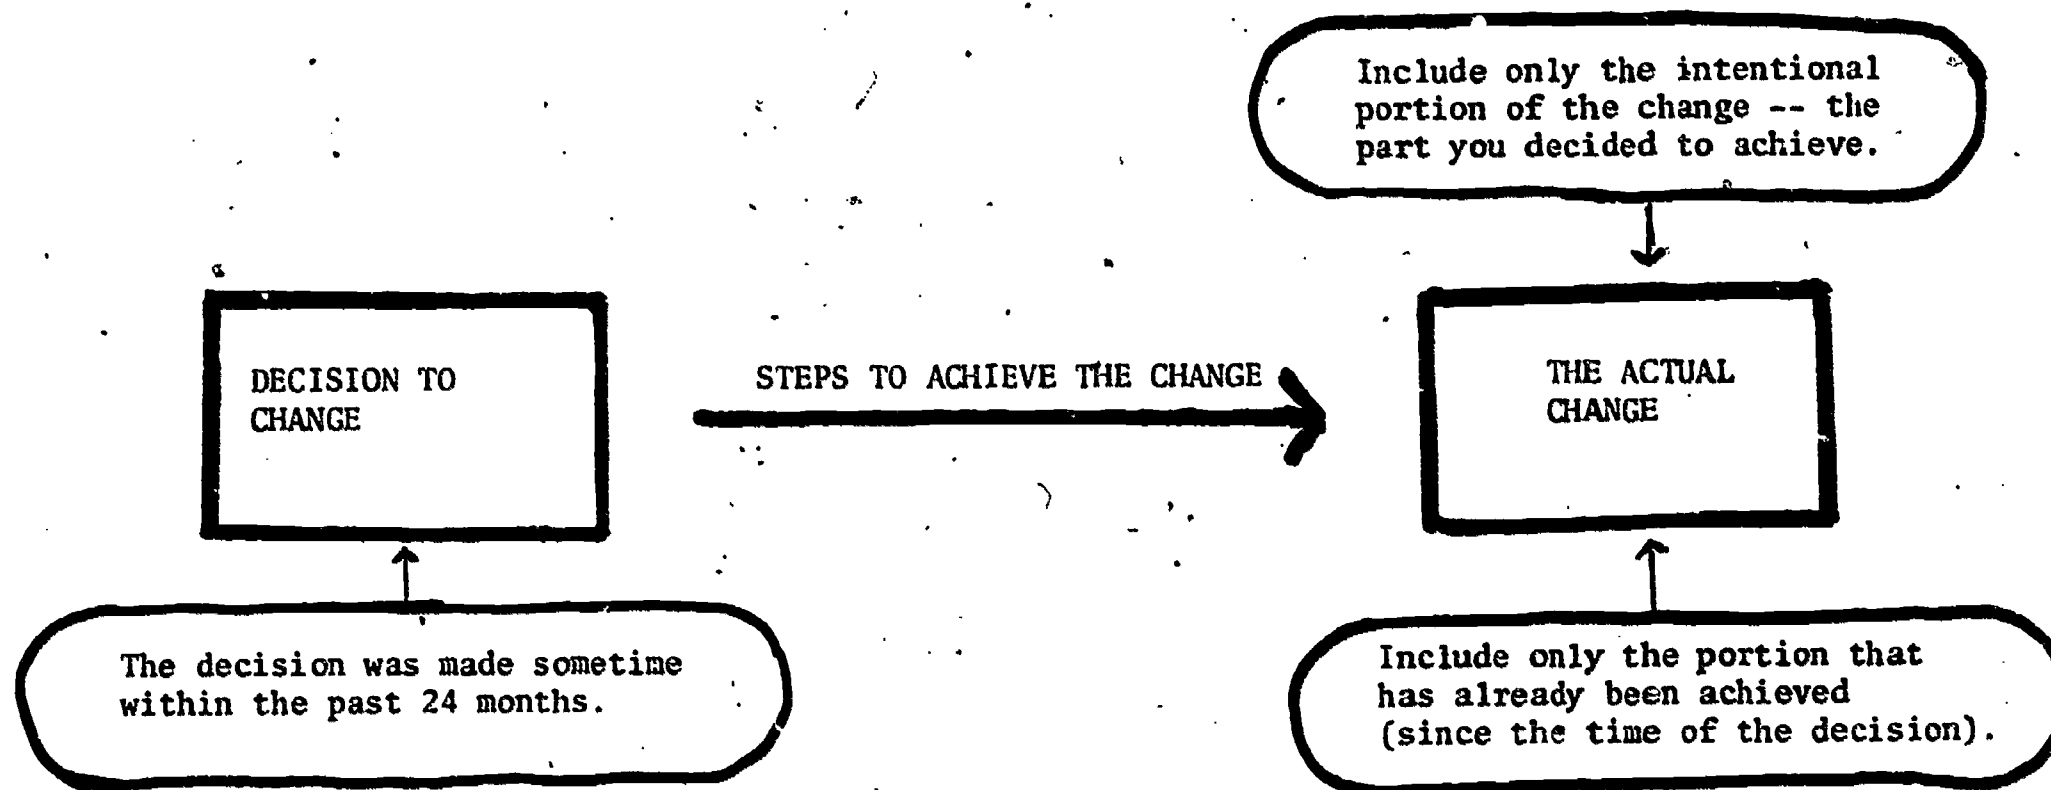 Include only the intentional
portion of the change -- the
part you decided to achieve.
DECISION TO
CHANGE
STEPS TO ACHIEVE THE CHANGE
THE ACTUAL
CHANGE
The decision was made sometime
within the past 24 months.
Include only the portion that
has already been achieved
(since the time of the decision).